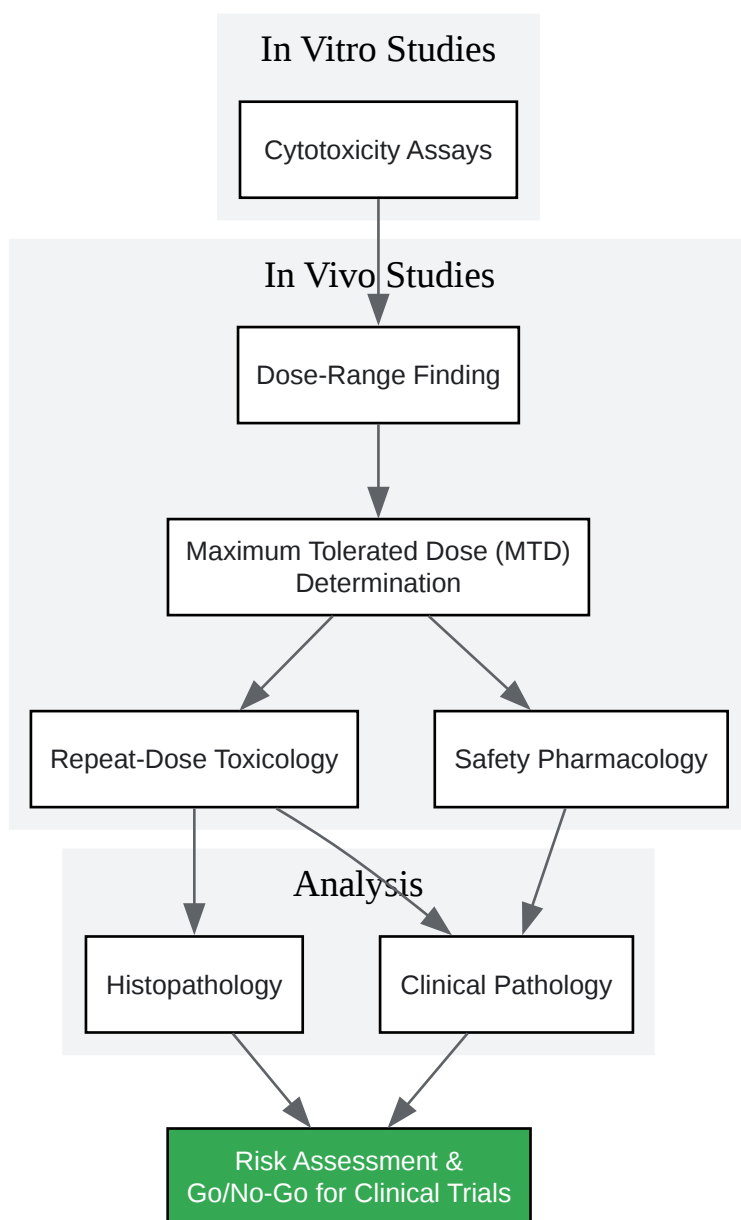 In Vitro Studies
Cytotoxicity Assays
In Vivo Studies
Dose-Range Finding
Maximum Tolerated Dose (MTD)
Determination
Repeat-Dose Toxicology
Safety Pharmacology
Analysis
Histopathology
Clinical Pathology
Risk Assessment &
Go/No-Go for Clinical Trials